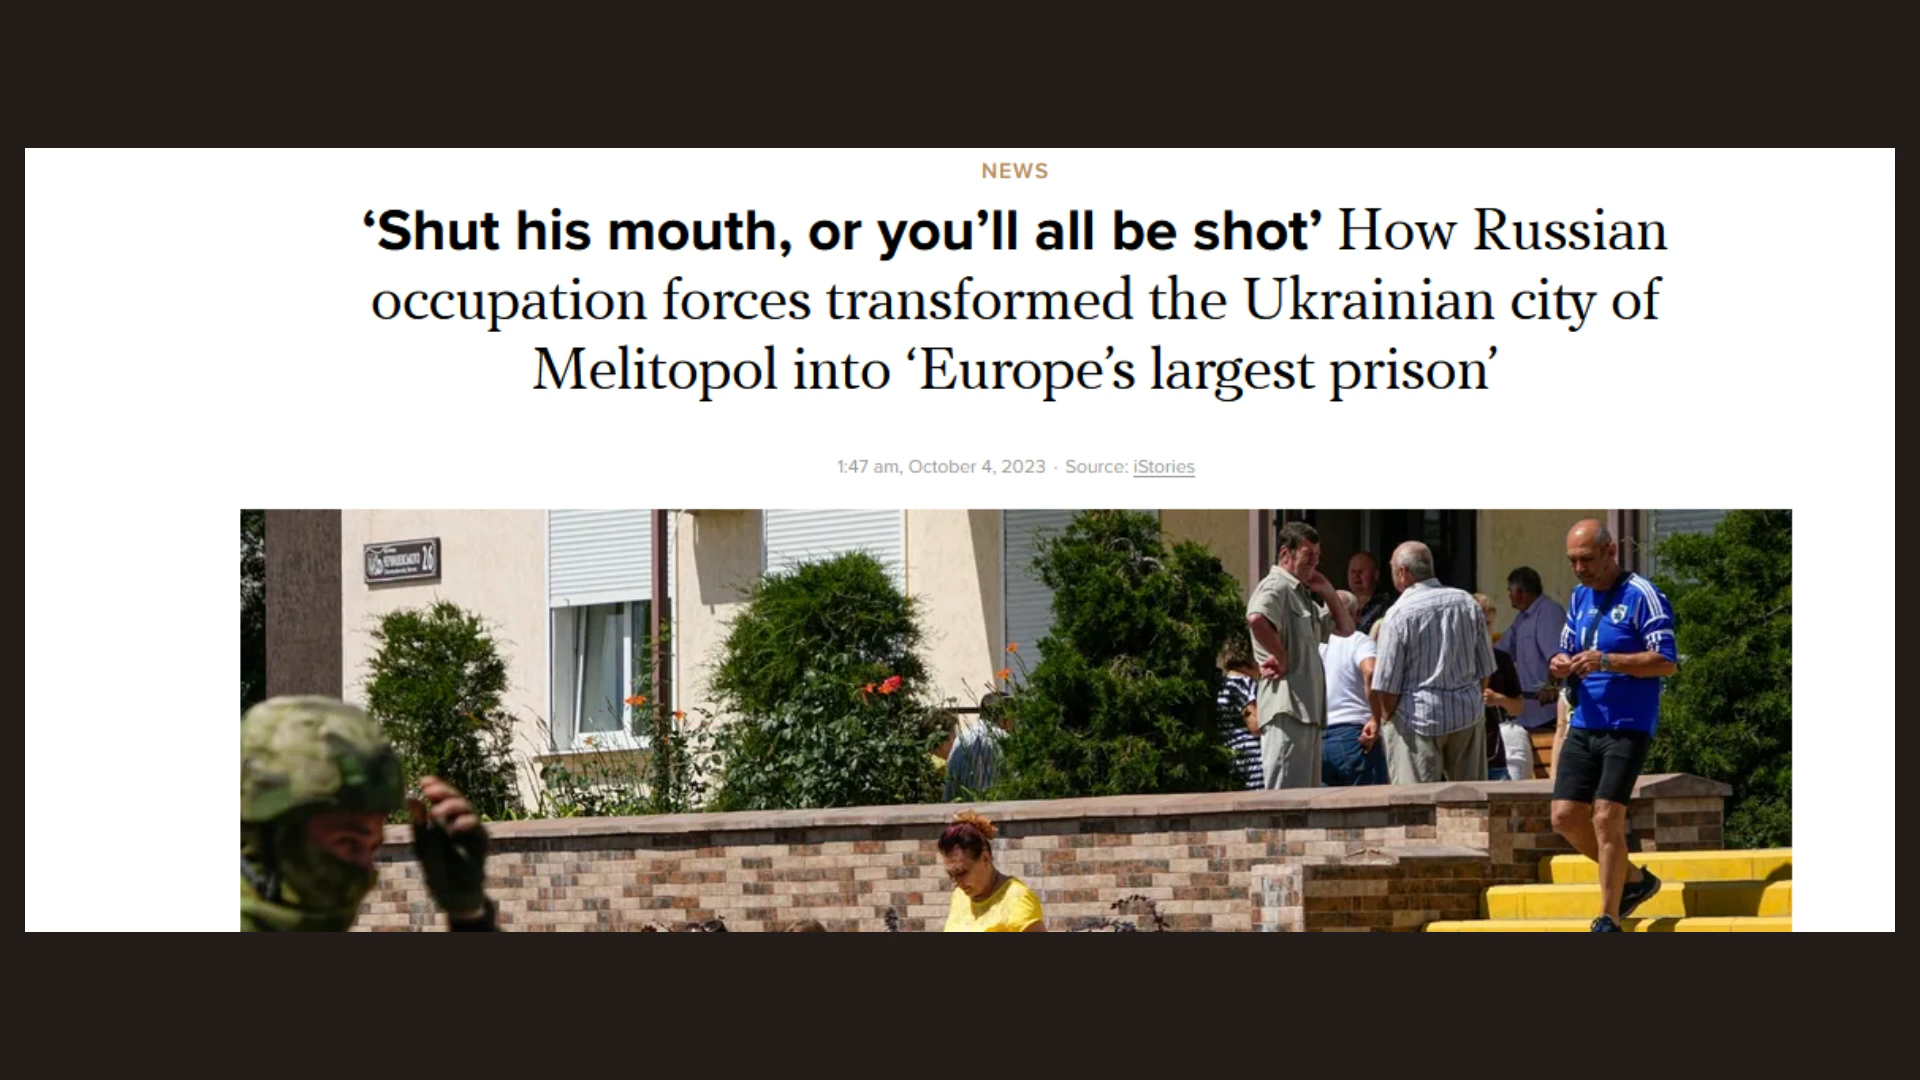 NEWS
‘Shut his mouth, or you’ll all be shot’ How Russian
occupation forces transformed the Ukrainian city of
Melitopol into ‘Europe’s largest prison’
1:47 am, October 4, 2023 · Source: iStories
26